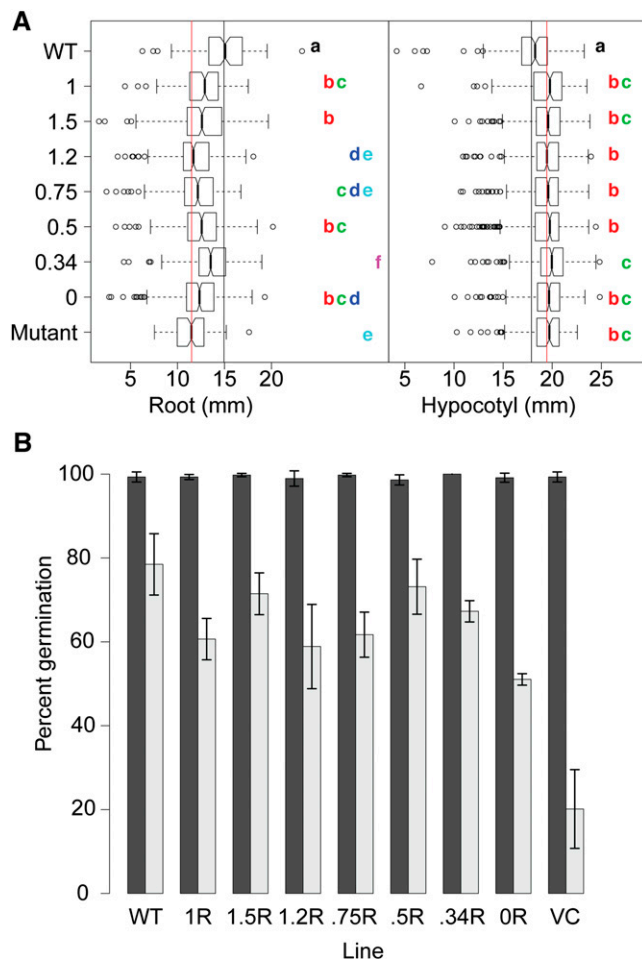 A
WT a a
1 b c b c
1.5 b b c
1.2 d e b
0.75 c d e b
0.5 b c b
0.34 f c
0 b c d b c
Mutant e b c
5 10 15 20 5 10 15 20 25
Root (mm) Hypocotyl (mm)
B
100
80
60
40
20
0
Percent germination
WT 1R 1.5R 1.2R .75R .5R .34R 0R VC
Line